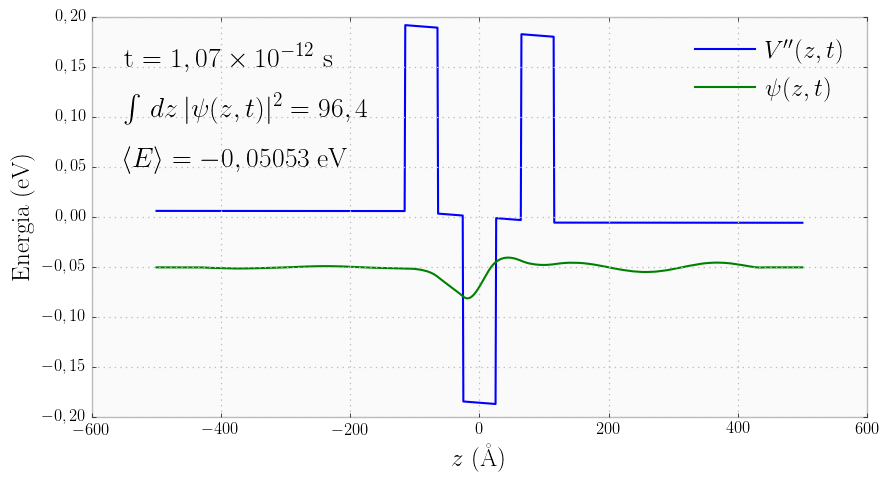 0,20
0,15
0,10
0,05
0,00
−0,05
−0,10
−0,15
−0,20
Energia (eV)
t = 1,07 × 10⁻¹² s
∫ dz |ψ(z, t)|² = 96,4
⟨E⟩ = −0,05053 eV
V′′(z, t)
ψ(z, t)
−600 −400 −200 0 200 400 600
z (Å)